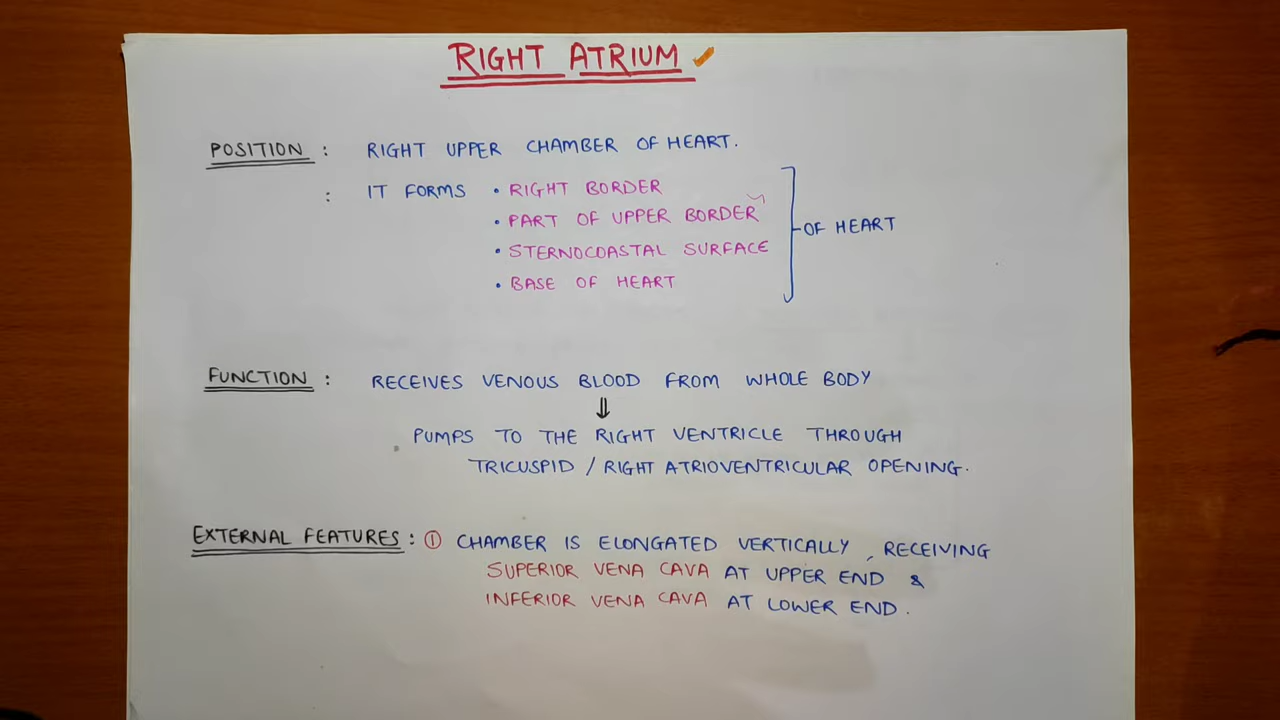 RIGHT ATRIUM
POSITION : RIGHT UPPER CHAMBER OF HEART.
: IT FORMS • RIGHT BORDER
• PART OF UPPER BORDER
• STERNOCOASTAL SURFACE
• BASE OF HEART
OF HEART
FUNCTION : RECEIVES VENOUS BLOOD FROM WHOLE BODY
⇓
PUMPS TO THE RIGHT VENTRICLE THROUGH
TRICUSPID / RIGHT ATRIOVENTRICULAR OPENING.
EXTERNAL FEATURES : ① CHAMBER IS ELONGATED VERTICALLY, RECEIVING
SUPERIOR VENA CAVA AT UPPER END &
INFERIOR VENA CAVA AT LOWER END.